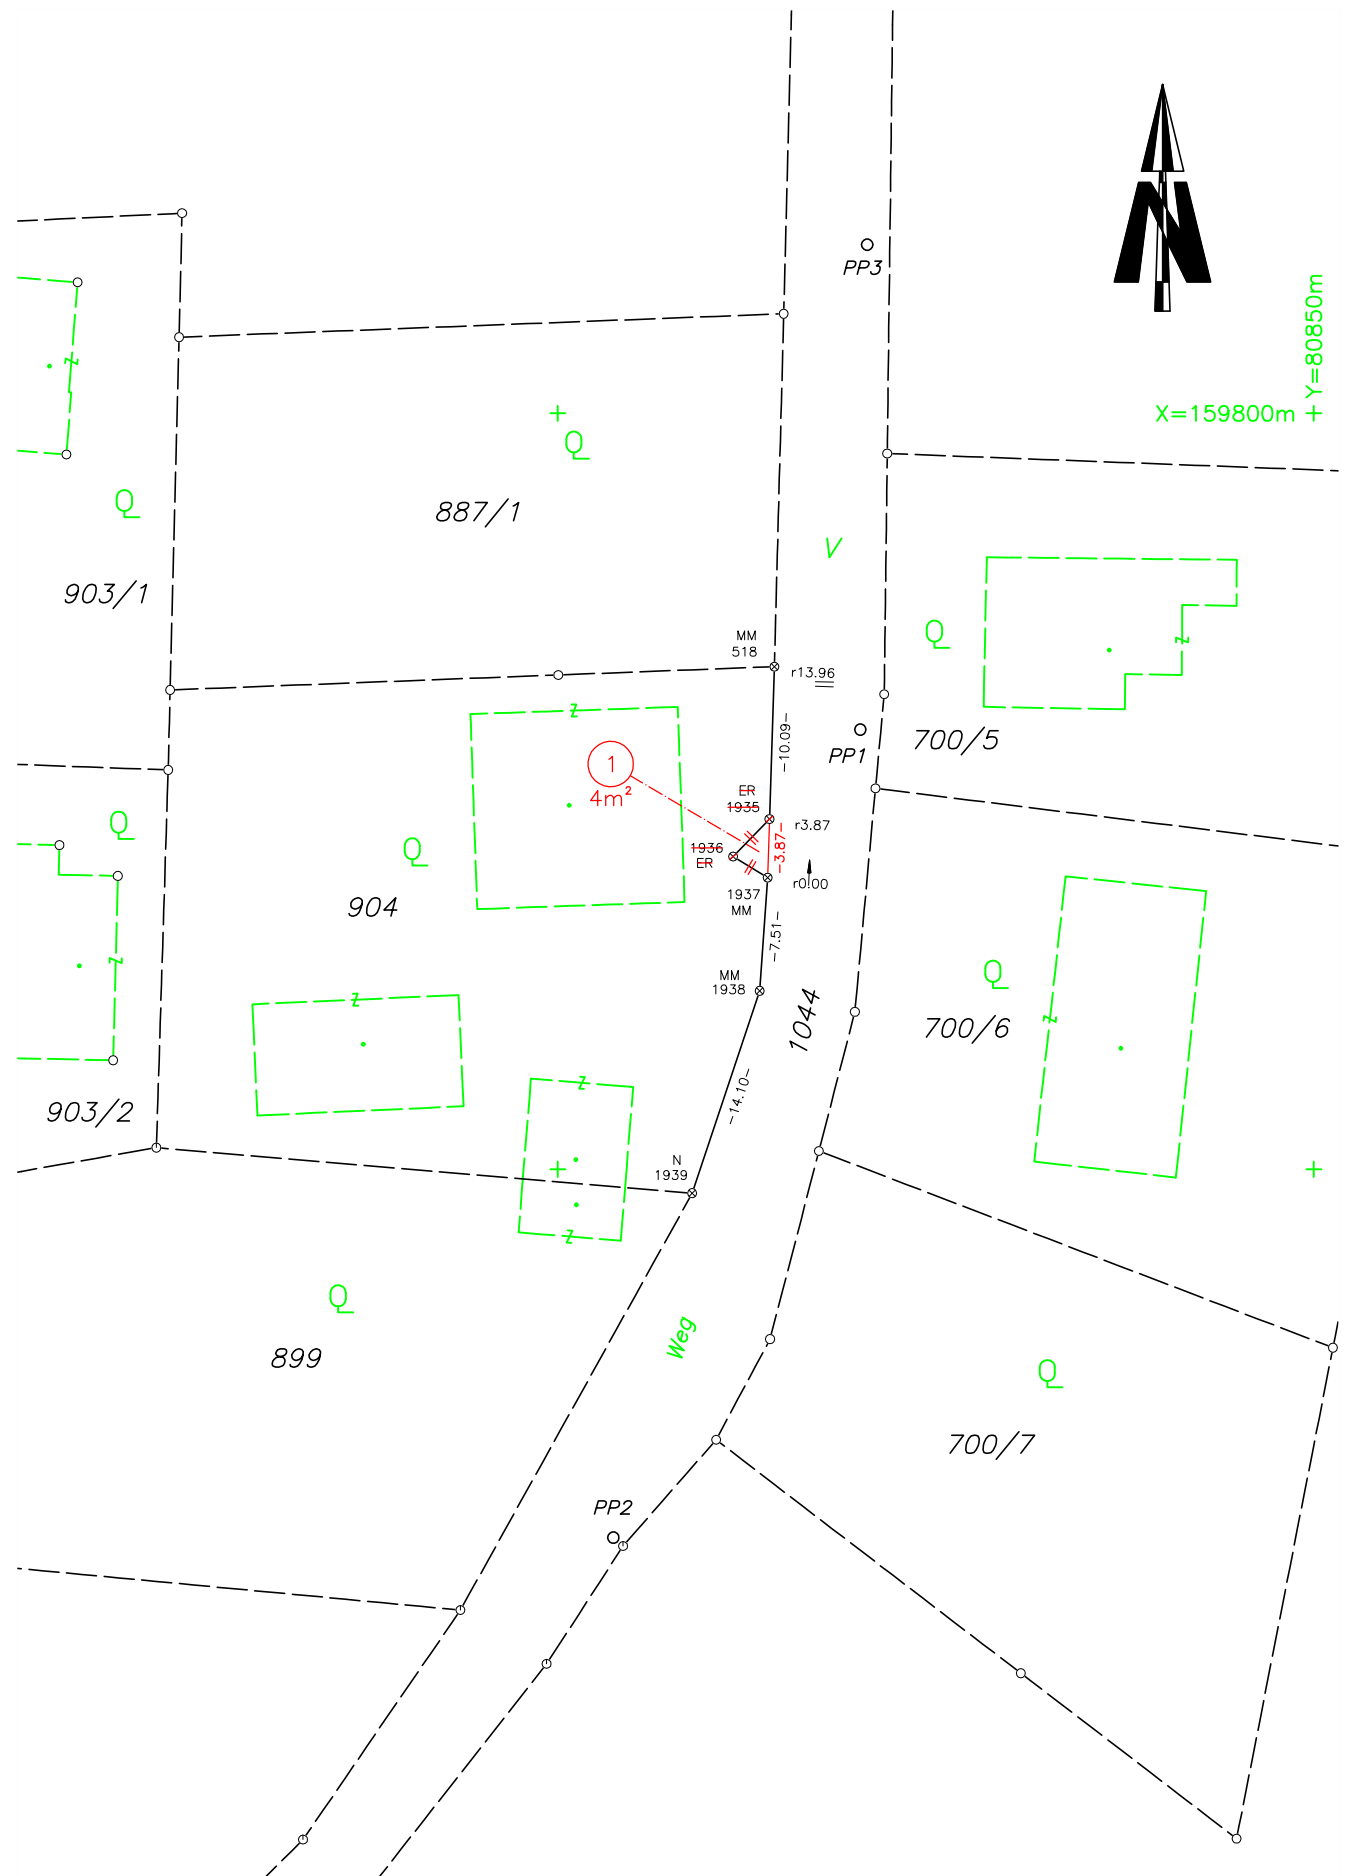 N
PP3
Y=80850m
X=159800m
Q
887/1
Q
903/1
V
Q
MM
518
r13.96
Z
Z
Z
700/5
PP1
-10.09-
1
4m²
ER
1935
r3.87
1936
ER
-3.87-
r0.00
1937
MM
Q
Q
904
-7.51-
MM
1938
Q
700/6
Z
1044
Z
Z
903/2
Z
-14.10-
N
1939
Z
Q
899
Weg
Q
700/7
PP2